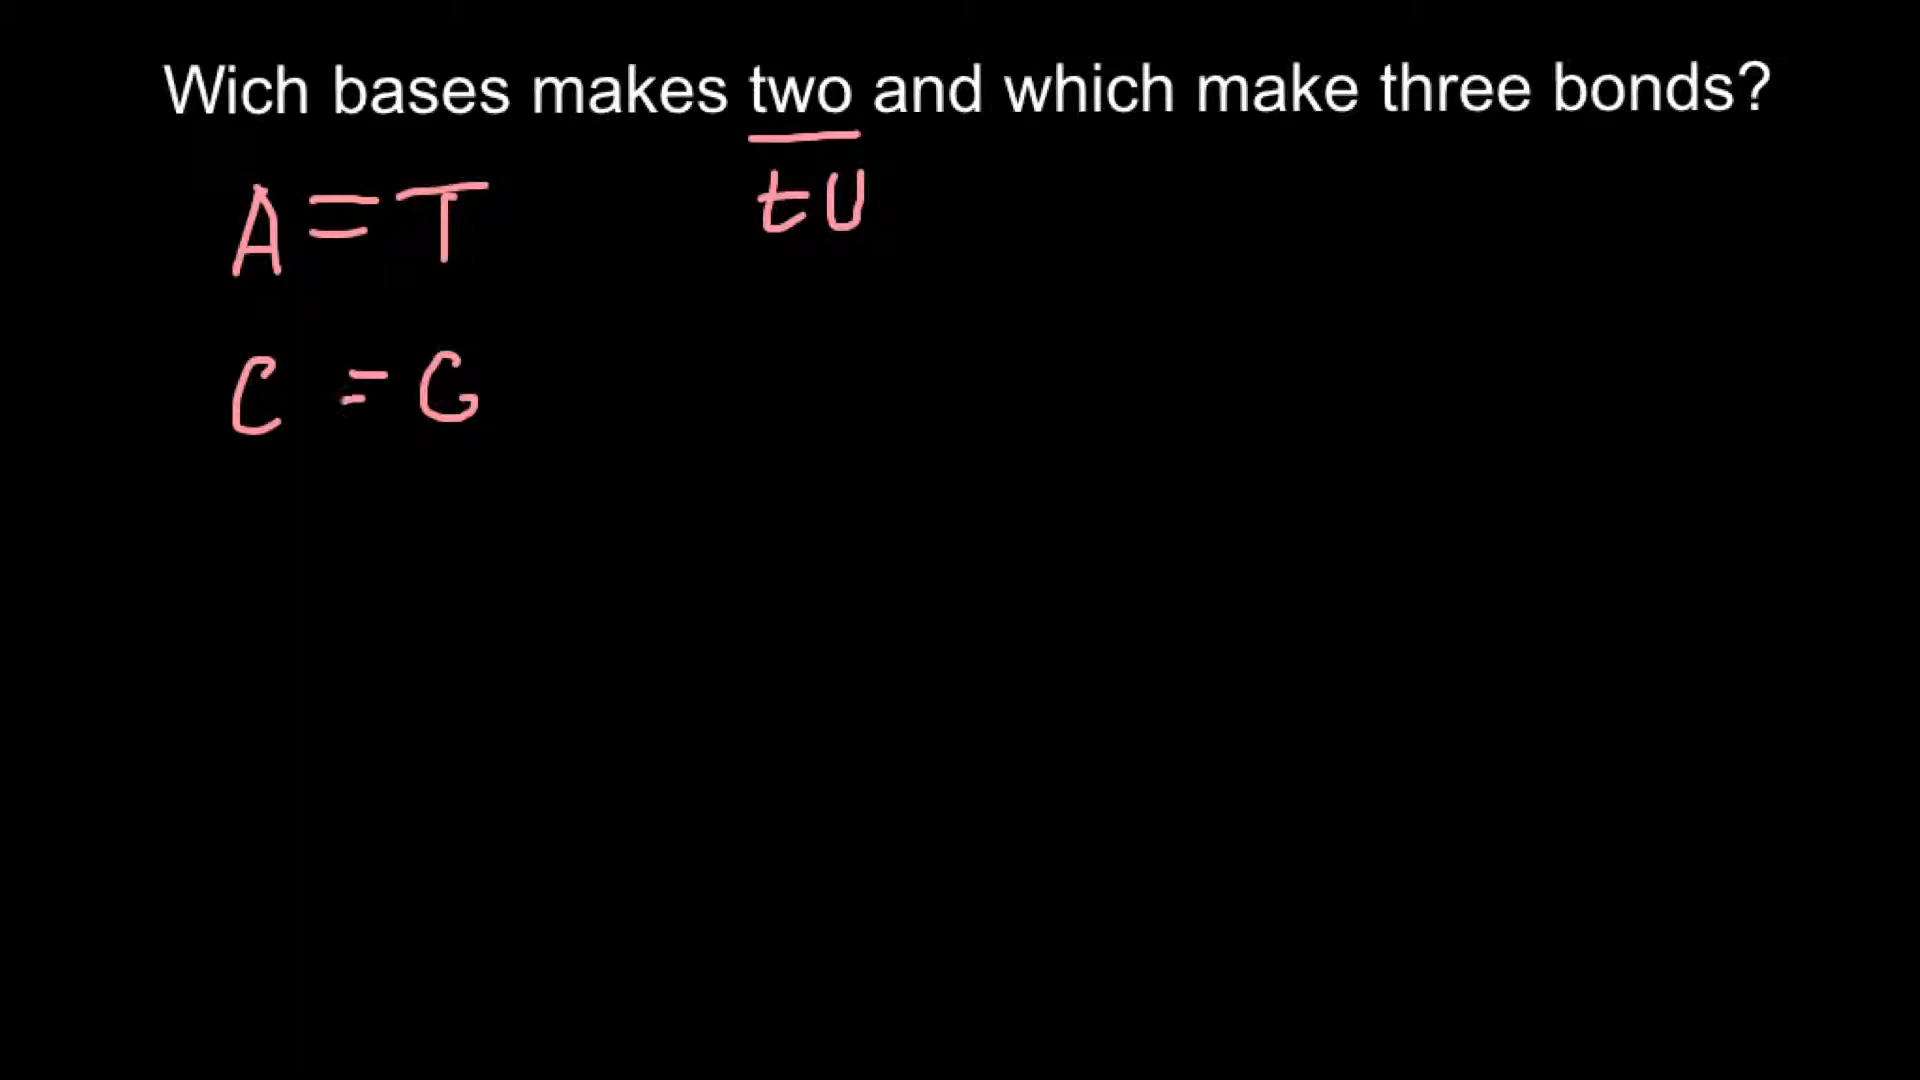 Wich bases makes two and which make three bonds?
A = T
tU
C = G